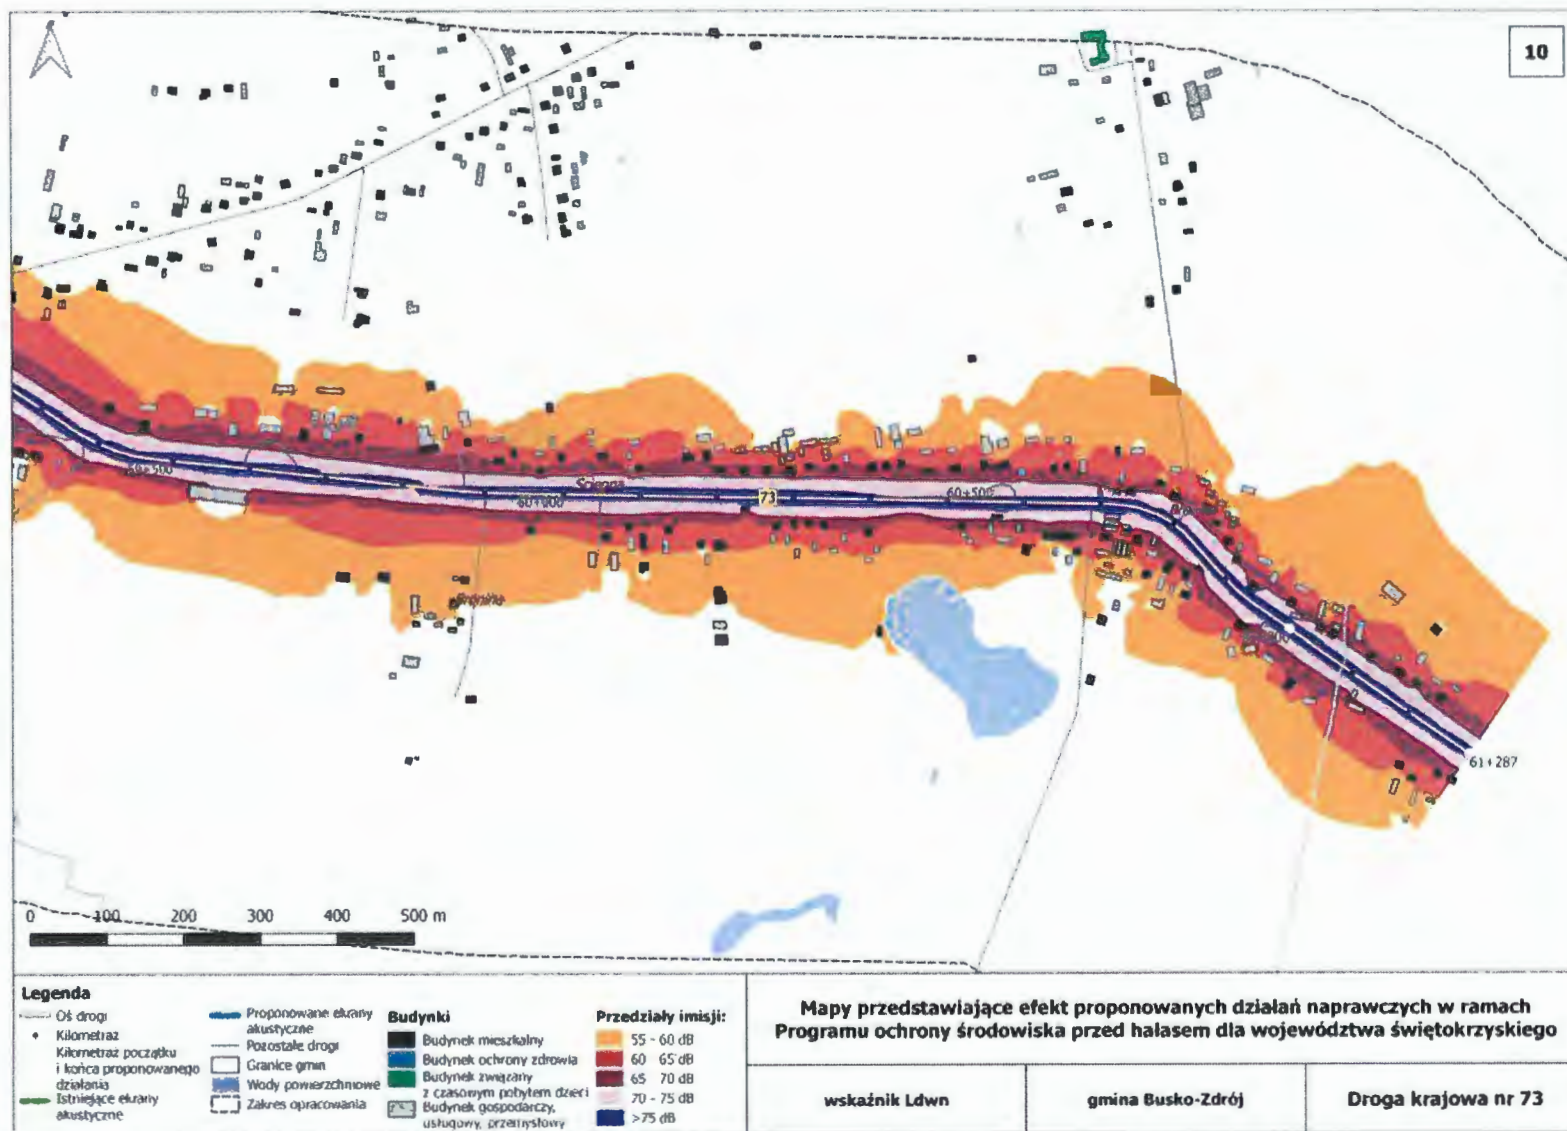 10
60+500
Ścienna
60+000
73
60+500
Bronina
61+287
0 100 200 300 400 500 m
Legenda
Oś drogi
Kilometraż
Kilometraż początku
i końca proponowanego
działania
Istniejące ekrany
akustyczne
Proponowane ekrany
akustyczne
Pozostałe drogi
Granice gmin
Wody powierzchniowe
Zakres opracowania
Budynki
Budynek mieszkalny
Budynek ochrony zdrowia
Budynek związany
z czasowym pobytem dzieci
Budynek gospodarczy,
usługowy, przemysłowy
Przedziały imisji:
55 - 60 dB
60 65 dB
65 70 dB
70 - 75 dB
>75 dB
Mapy przedstawiające efekt proponowanych działań naprawczych w ramach
Programu ochrony środowiska przed hałasem dla województwa świętokrzyskiego
wskaźnik Ldwn
gmina Busko-Zdrój
Droga krajowa nr 73